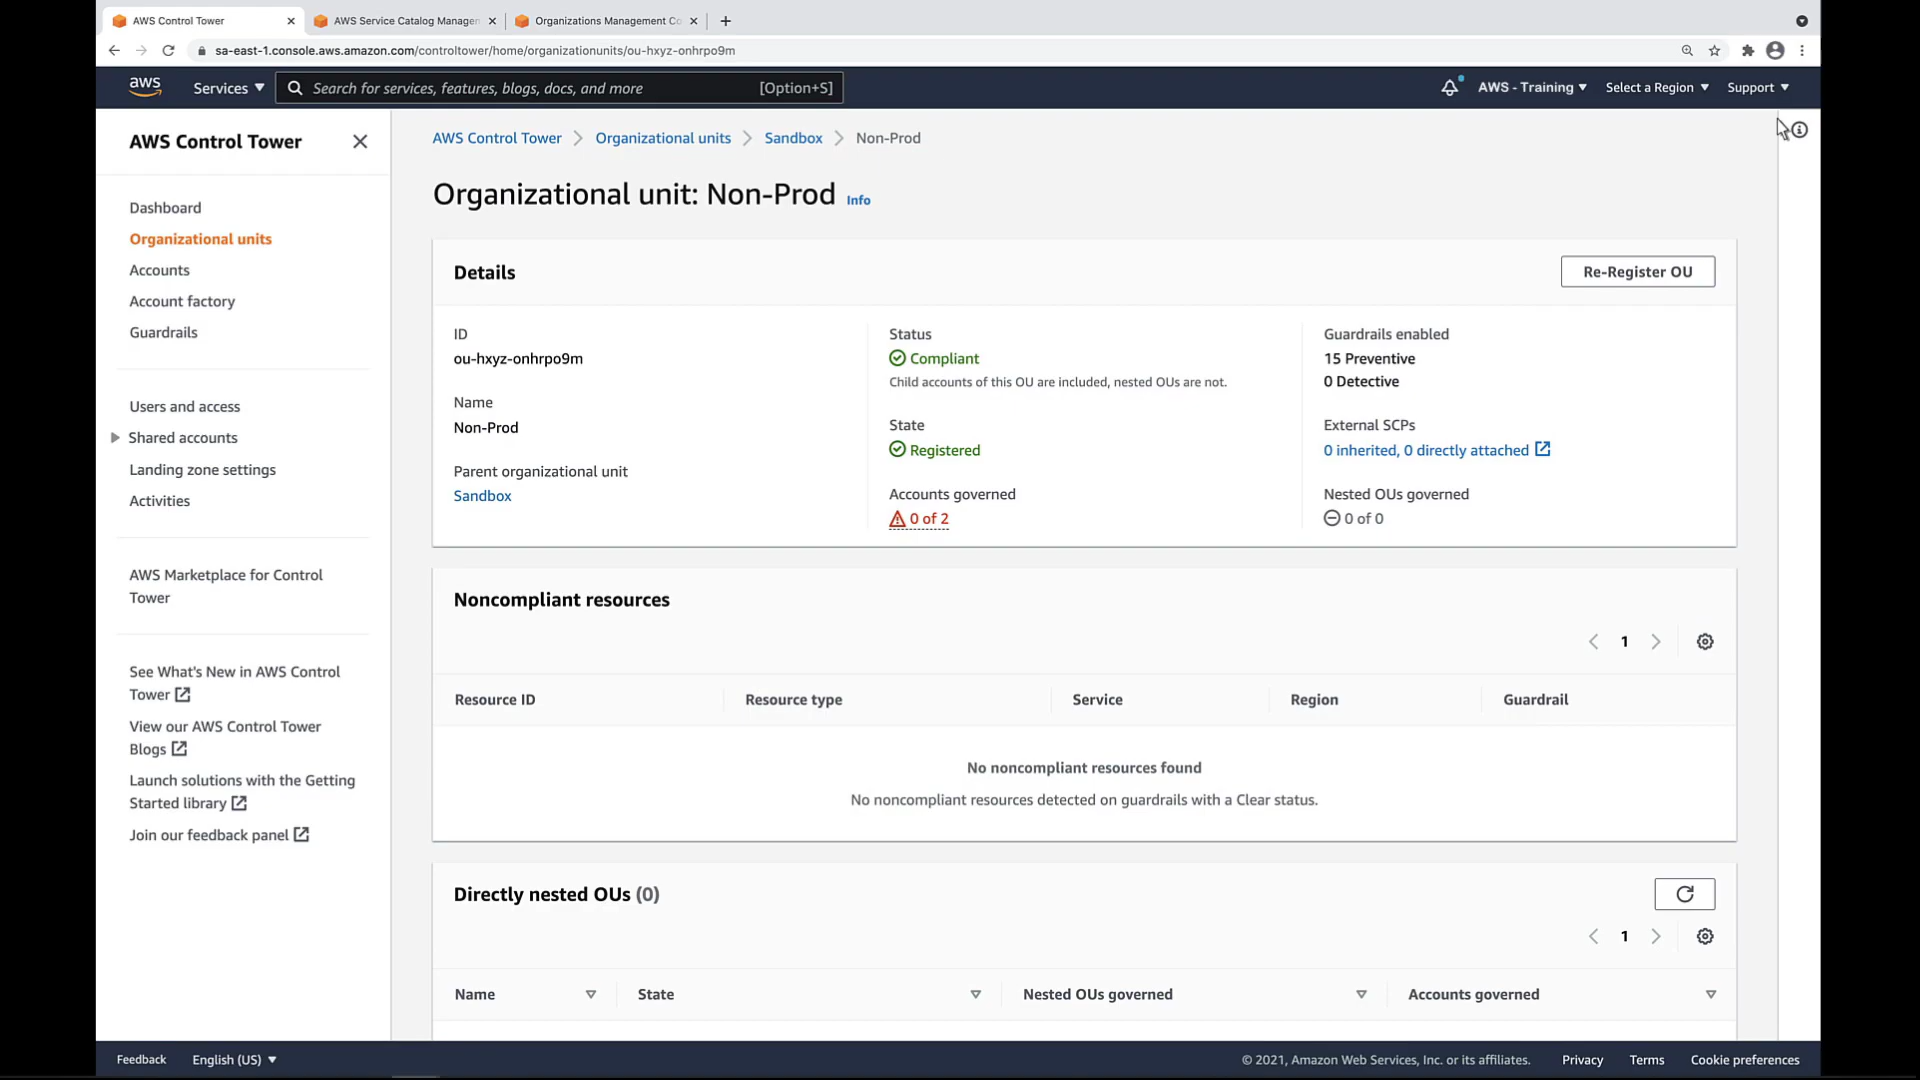 AWS Control Tower
AWS Service Catalog Managem
Organizations Management Co
sa-east-1.console.aws.amazon.com/controltower/home/organizationunits/ou-hxyz-onhrpo9m
aws
Services
Search for services, features, blogs, docs, and more
[Option+S]
AWS - Training
Select a Region
Support
AWS Control Tower
Dashboard
Organizational units
Accounts
Account factory
Guardrails
Users and access
Shared accounts
Landing zone settings
Activities
AWS Marketplace for Control
Tower
See What's New in AWS Control
Tower
View our AWS Control Tower
Blogs
Launch solutions with the Getting
Started library
Join our feedback panel
AWS Control Tower
Organizational units
Sandbox
Non-Prod
Organizational unit: Non-Prod Info
Details
Re-Register OU
ID
ou-hxyz-onhrpo9m
Name
Non-Prod
Parent organizational unit
Sandbox
Status
Compliant
Child accounts of this OU are included, nested OUs are not.
State
Registered
Accounts governed
0 of 2
Guardrails enabled
15 Preventive
0 Detective
External SCPs
0 inherited, 0 directly attached
Nested OUs governed
0 of 0
Noncompliant resources
1
Resource ID
Resource type
Service
Region
Guardrail
No noncompliant resources found
No noncompliant resources detected on guardrails with a Clear status.
Directly nested OUs (0)
1
Name
State
Nested OUs governed
Accounts governed
Feedback
English (US)
© 2021, Amazon Web Services, Inc. or its affiliates.
Privacy
Terms
Cookie preferences